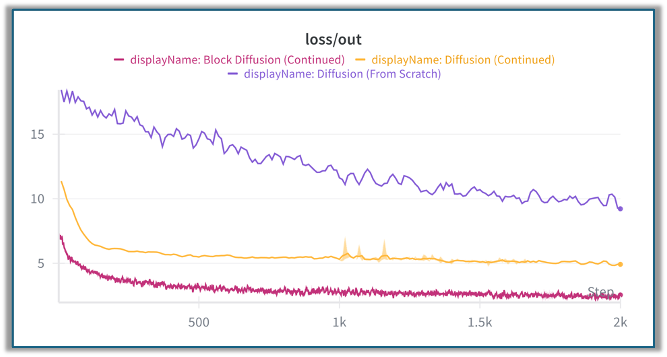 loss/out
displayName: Block Diffusion (Continued) displayName: Diffusion (Continued)
displayName: Diffusion (From Scratch)
15
10
5
Step
500 1k 1.5k 2k